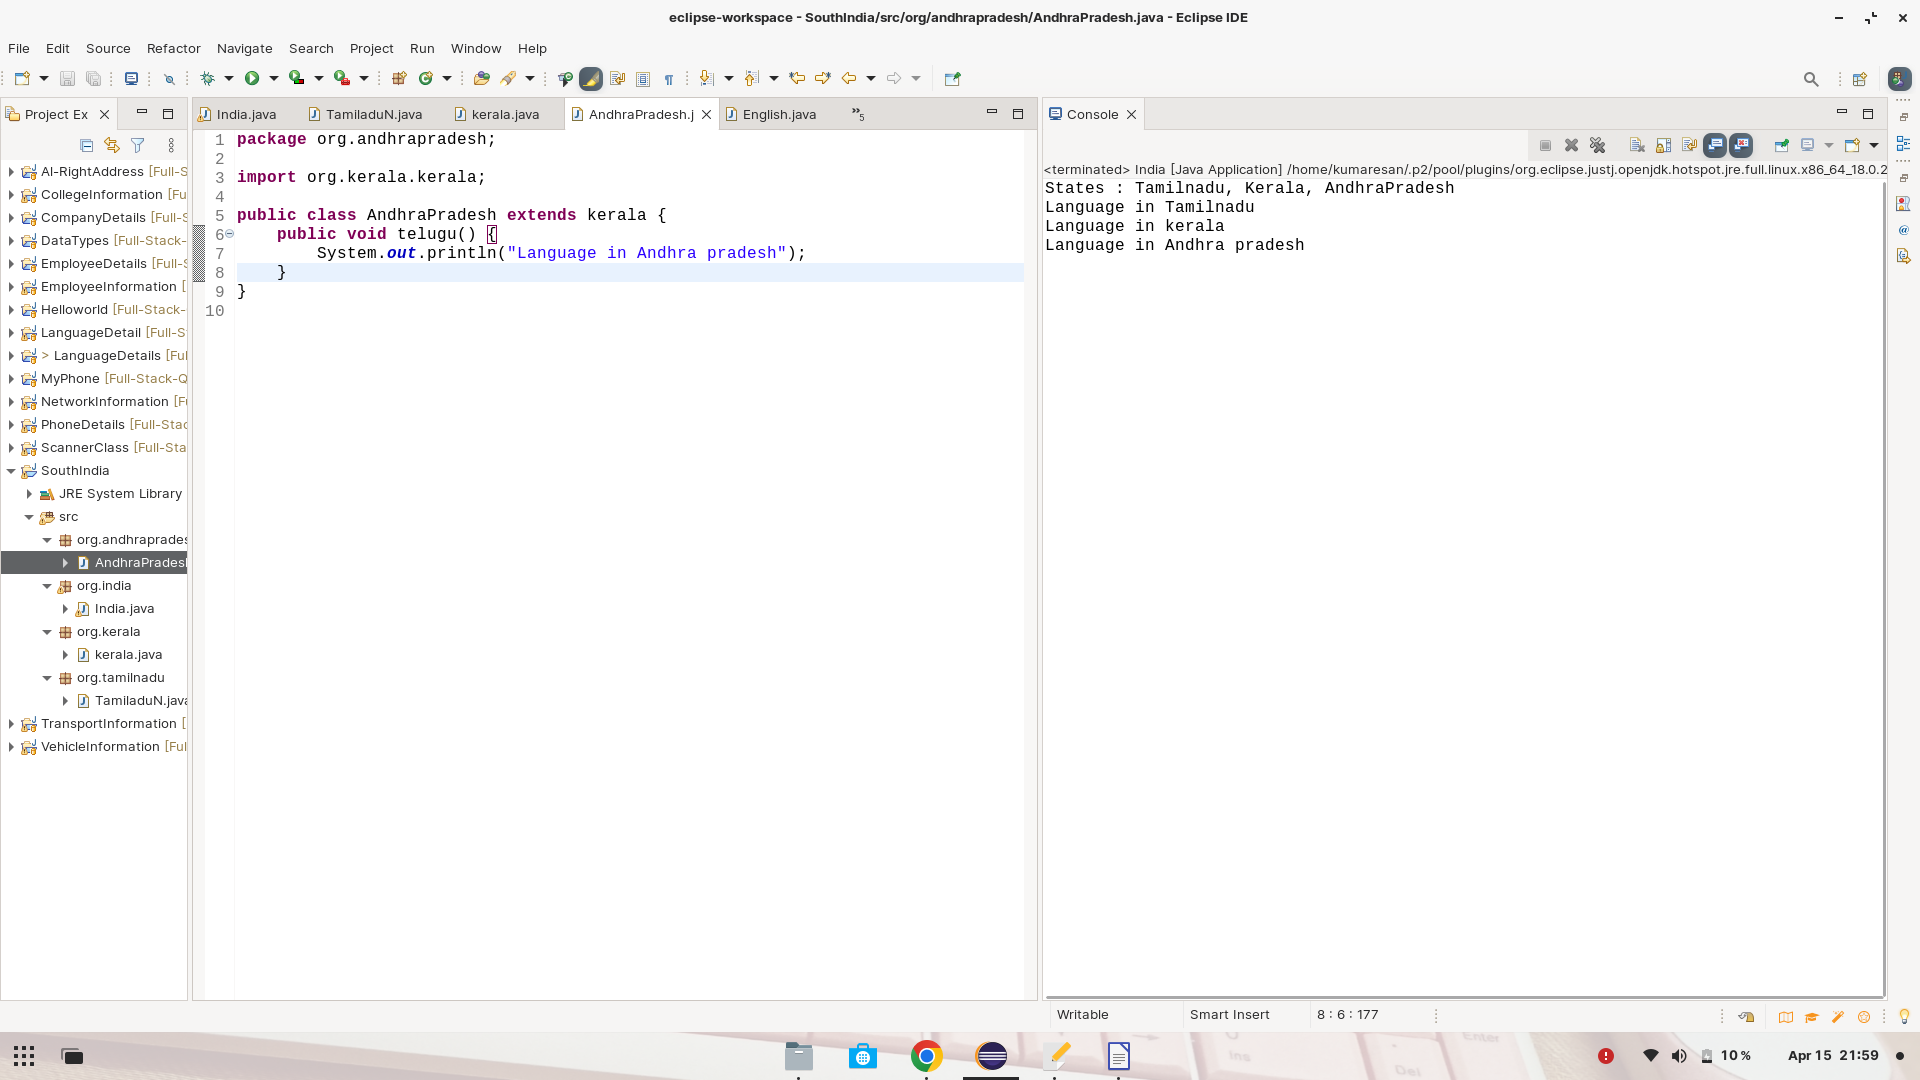 eclipse-workspace - SouthIndia/src/org/andhrapradesh/AndhraPradesh.java - Eclipse IDE
File Edit Source Refactor Navigate Search Project Run Window Help
Project Ex
India.java TamiladuN.java kerala.java AndhraPradesh.j English.java »5
Console
AI-RightAddress [Full-S
CollegeInformation [Fu
CompanyDetails [Full-S
DataTypes [Full-Stack-
EmployeeDetails [Full-S
EmployeeInformation [
Helloworld [Full-Stack-
LanguageDetail [Full-S
> LanguageDetails [Ful
MyPhone [Full-Stack-Q
NetworkInformation [Fu
PhoneDetails [Full-Stac
ScannerClass [Full-Sta
SouthIndia
JRE System Library
src
org.andhraprades
AndhraPradesh
org.india
India.java
org.kerala
kerala.java
org.tamilnadu
TamiladuN.java
TransportInformation [
VehicleInformation [Ful
1 package org.andhrapradesh;
2
3 import org.kerala.kerala;
4
5 public class AndhraPradesh extends kerala {
6 public void telugu() {
7 System.out.println("Language in Andhra pradesh");
8 }
9 }
10
<terminated> India [Java Application] /home/kumaresan/.p2/pool/plugins/org.eclipse.justj.openjdk.hotspot.jre.full.linux.x86_64_18.0.2
States : Tamilnadu, Kerala, AndhraPradesh
Language in Tamilnadu
Language in kerala
Language in Andhra pradesh
Writable Smart Insert 8 : 6 : 177
Ins Enter
Del
10 % Apr 15 21:59